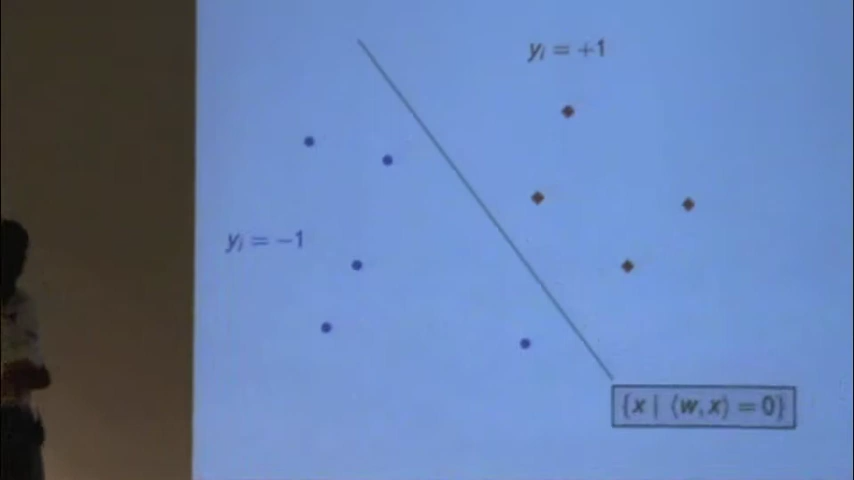 yᵢ = +1
yᵢ = −1
{x | ⟨w, x⟩ = 0}